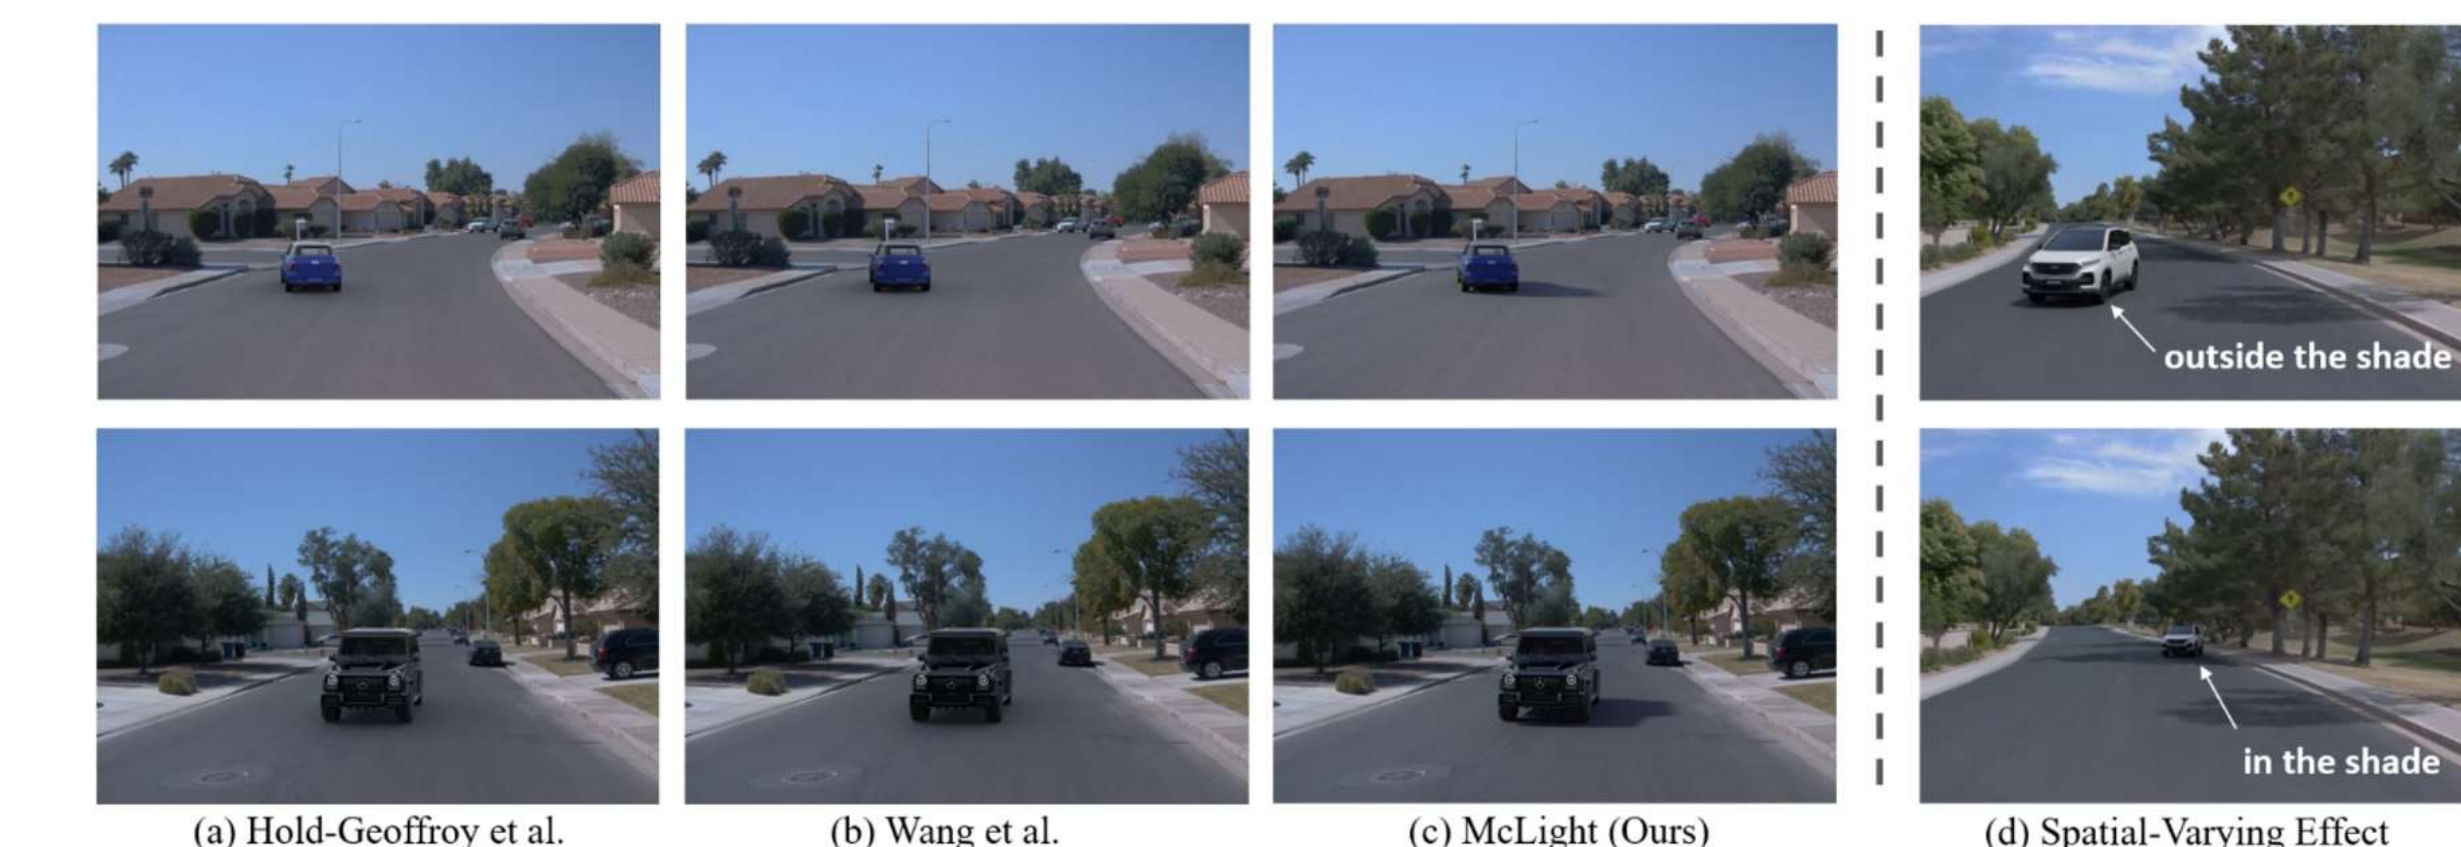 outside the shade
in the shade
(a) Hold-Geoffroy et al.
(b) Wang et al.
(c) McLight (Ours)
(d) Spatial-Varying Effect